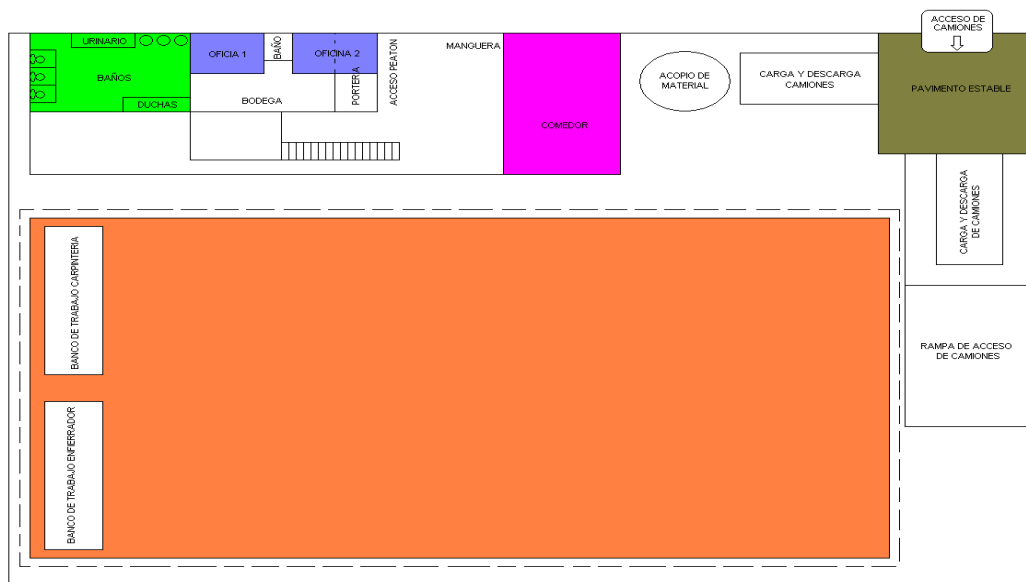 ACCESO DE
CAMIONES
URINARIO
BAÑOS
DUCHAS
OFICIA 1
BAÑO
OFICINA 2
BODEGA
PORTERIA
ACCESO PEATON
MANGUERA
COMEDOR
ACOPIO DE
MATERIAL
CARGA Y DESCARGA
CAMIONES
PAVIMENTO ESTABLE
CARGA Y DESCARGA
DE CAMIONES
RAMPA DE ACCESO
DE CAMIONES
BANCO DE TRABAJO CARPINTERIA
BANCO DE TRABAJO ENFIERRADOR